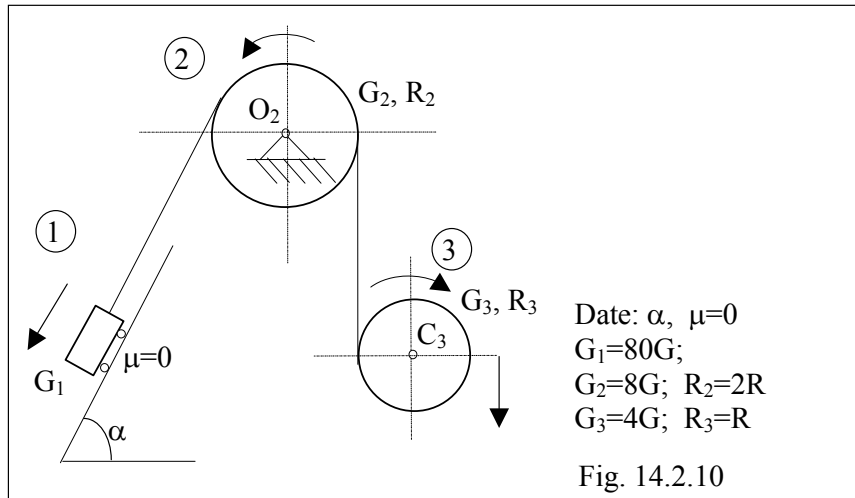 2
G₂, R₂
O₂
1
3
G₃, R₃
C₃
μ=0
G₁
α
Date: α, μ=0
G₁=80G;
G₂=8G; R₂=2R
G₃=4G; R₃=R
Fig. 14.2.10